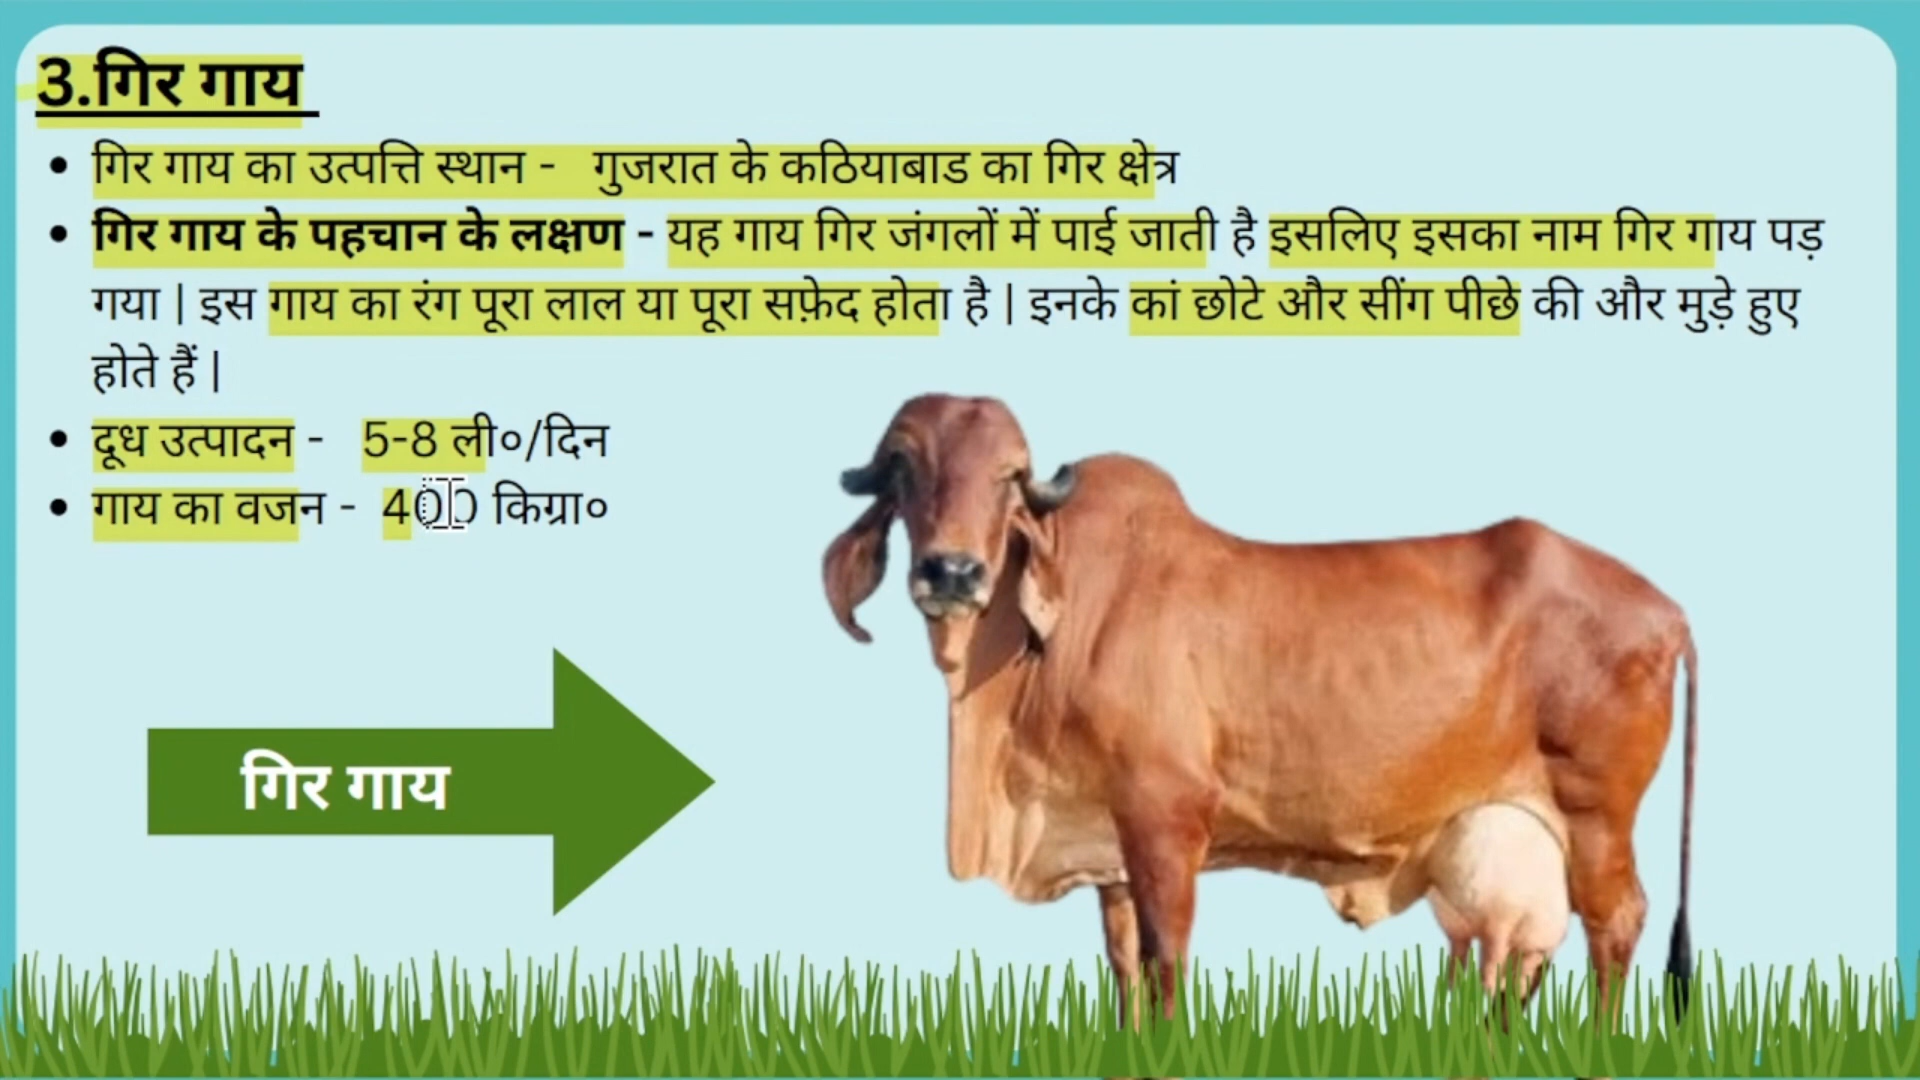 3.गिर गाय
गिर गाय का उत्पत्ति स्थान - गुजरात के कठियाबाड का गिर क्षेत्र
गिर गाय के पहचान के लक्षण - यह गाय गिर जंगलों में पाई जाती है इसलिए इसका नाम गिर गाय पड़
गया | इस गाय का रंग पूरा लाल या पूरा सफ़ेद होता है | इनके कां छोटे और सींग पीछे की और मुड़े हुए
होते हैं |
दूध उत्पादन - 5-8 ली०/दिन
गाय का वजन - 400 किग्रा०
गिर गाय